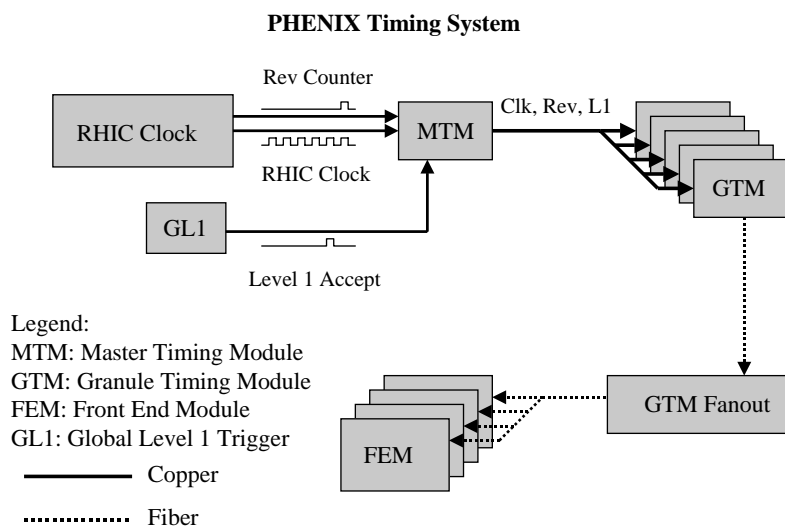 PHENIX Timing System
Rev Counter
RHIC Clock
MTM
Clk, Rev, L1
RHIC Clock
GTM
GL1
Level 1 Accept
Legend:
MTM: Master Timing Module
GTM: Granule Timing Module
FEM: Front End Module
GL1: Global Level 1 Trigger
GTM Fanout
FEM
Copper
Fiber